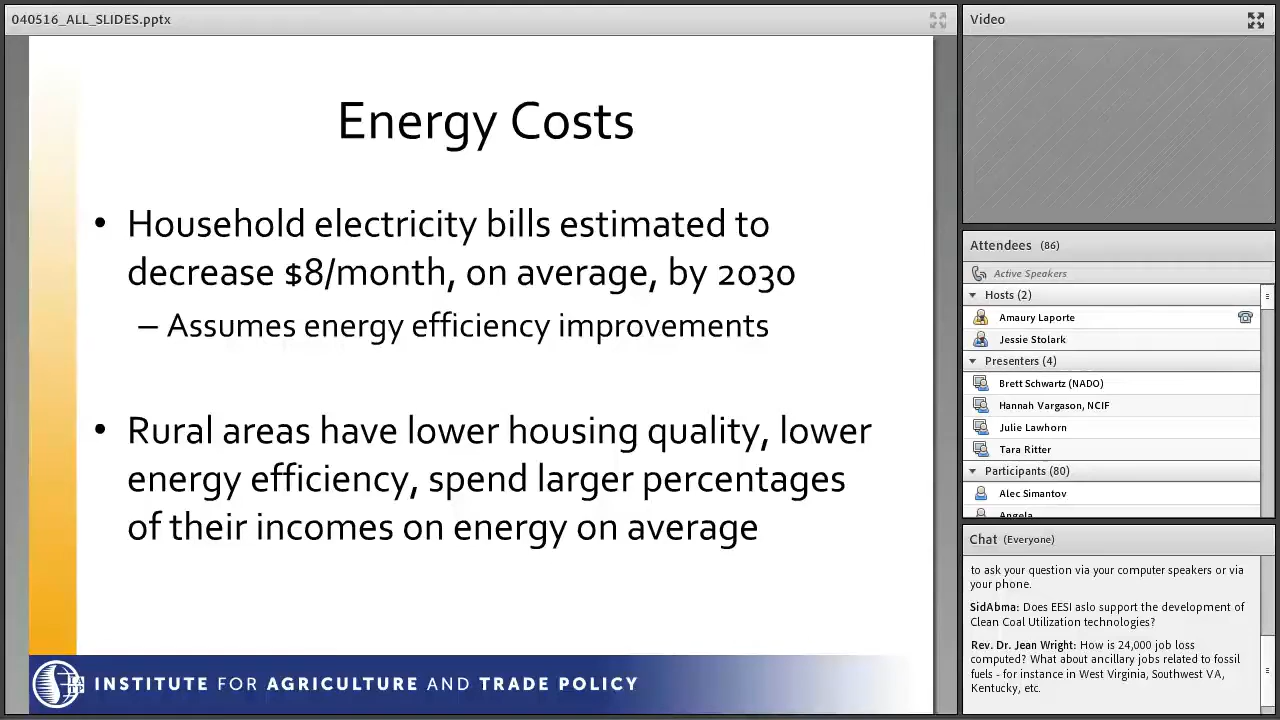 040516_ALL_SLIDES.pptx
Energy Costs
• Household electricity bills estimated to
decrease $8/month, on average, by 2030
– Assumes energy efficiency improvements
• Rural areas have lower housing quality, lower
energy efficiency, spend larger percentages
of their incomes on energy on average
INSTITUTE FOR AGRICULTURE AND TRADE POLICY
Video
Attendees (86)
Active Speakers
Hosts (2)
Amaury Laporte
Jessie Stolark
Presenters (4)
Brett Schwartz (NADO)
Hannah Vargason, NCIF
Julie Lawhorn
Tara Ritter
Participants (80)
Alec Simantov
Angela
Chat (Everyone)
to ask your question via your computer speakers or via
your phone.
SidAbma: Does EESI aslo support the development of
Clean Coal Utilization technologies?
Rev. Dr. Jean Wright: How is 24,000 job loss
computed? What about ancillary jobs related to fossil
fuels - for instance in West Virginia, Southwest VA,
Kentucky, etc.